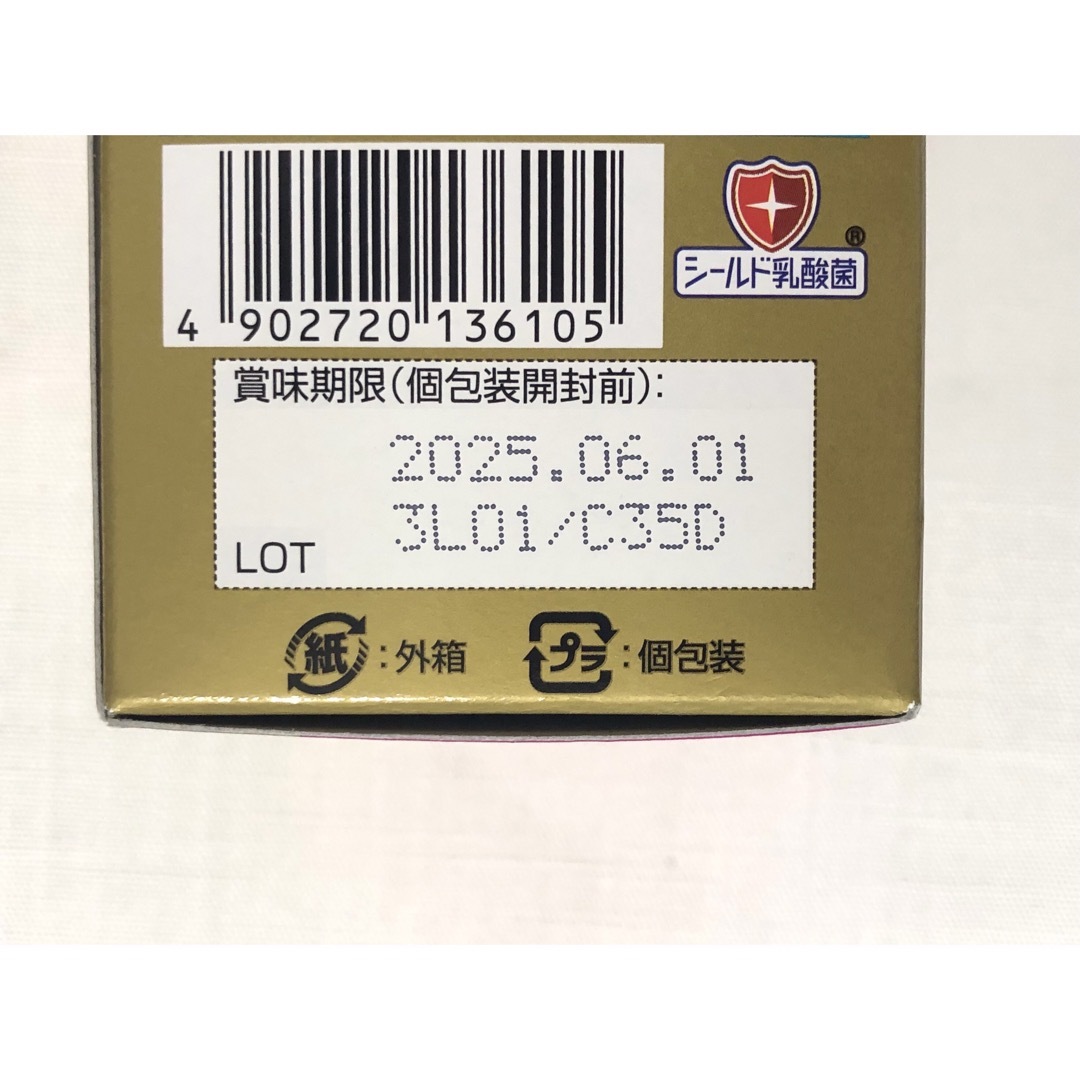 4 902720 136105
シールド乳酸菌®
賞味期限(個包装開封前):
2025.06.01
3L01/C35D
LOT
紙:外箱
プラ:個包装